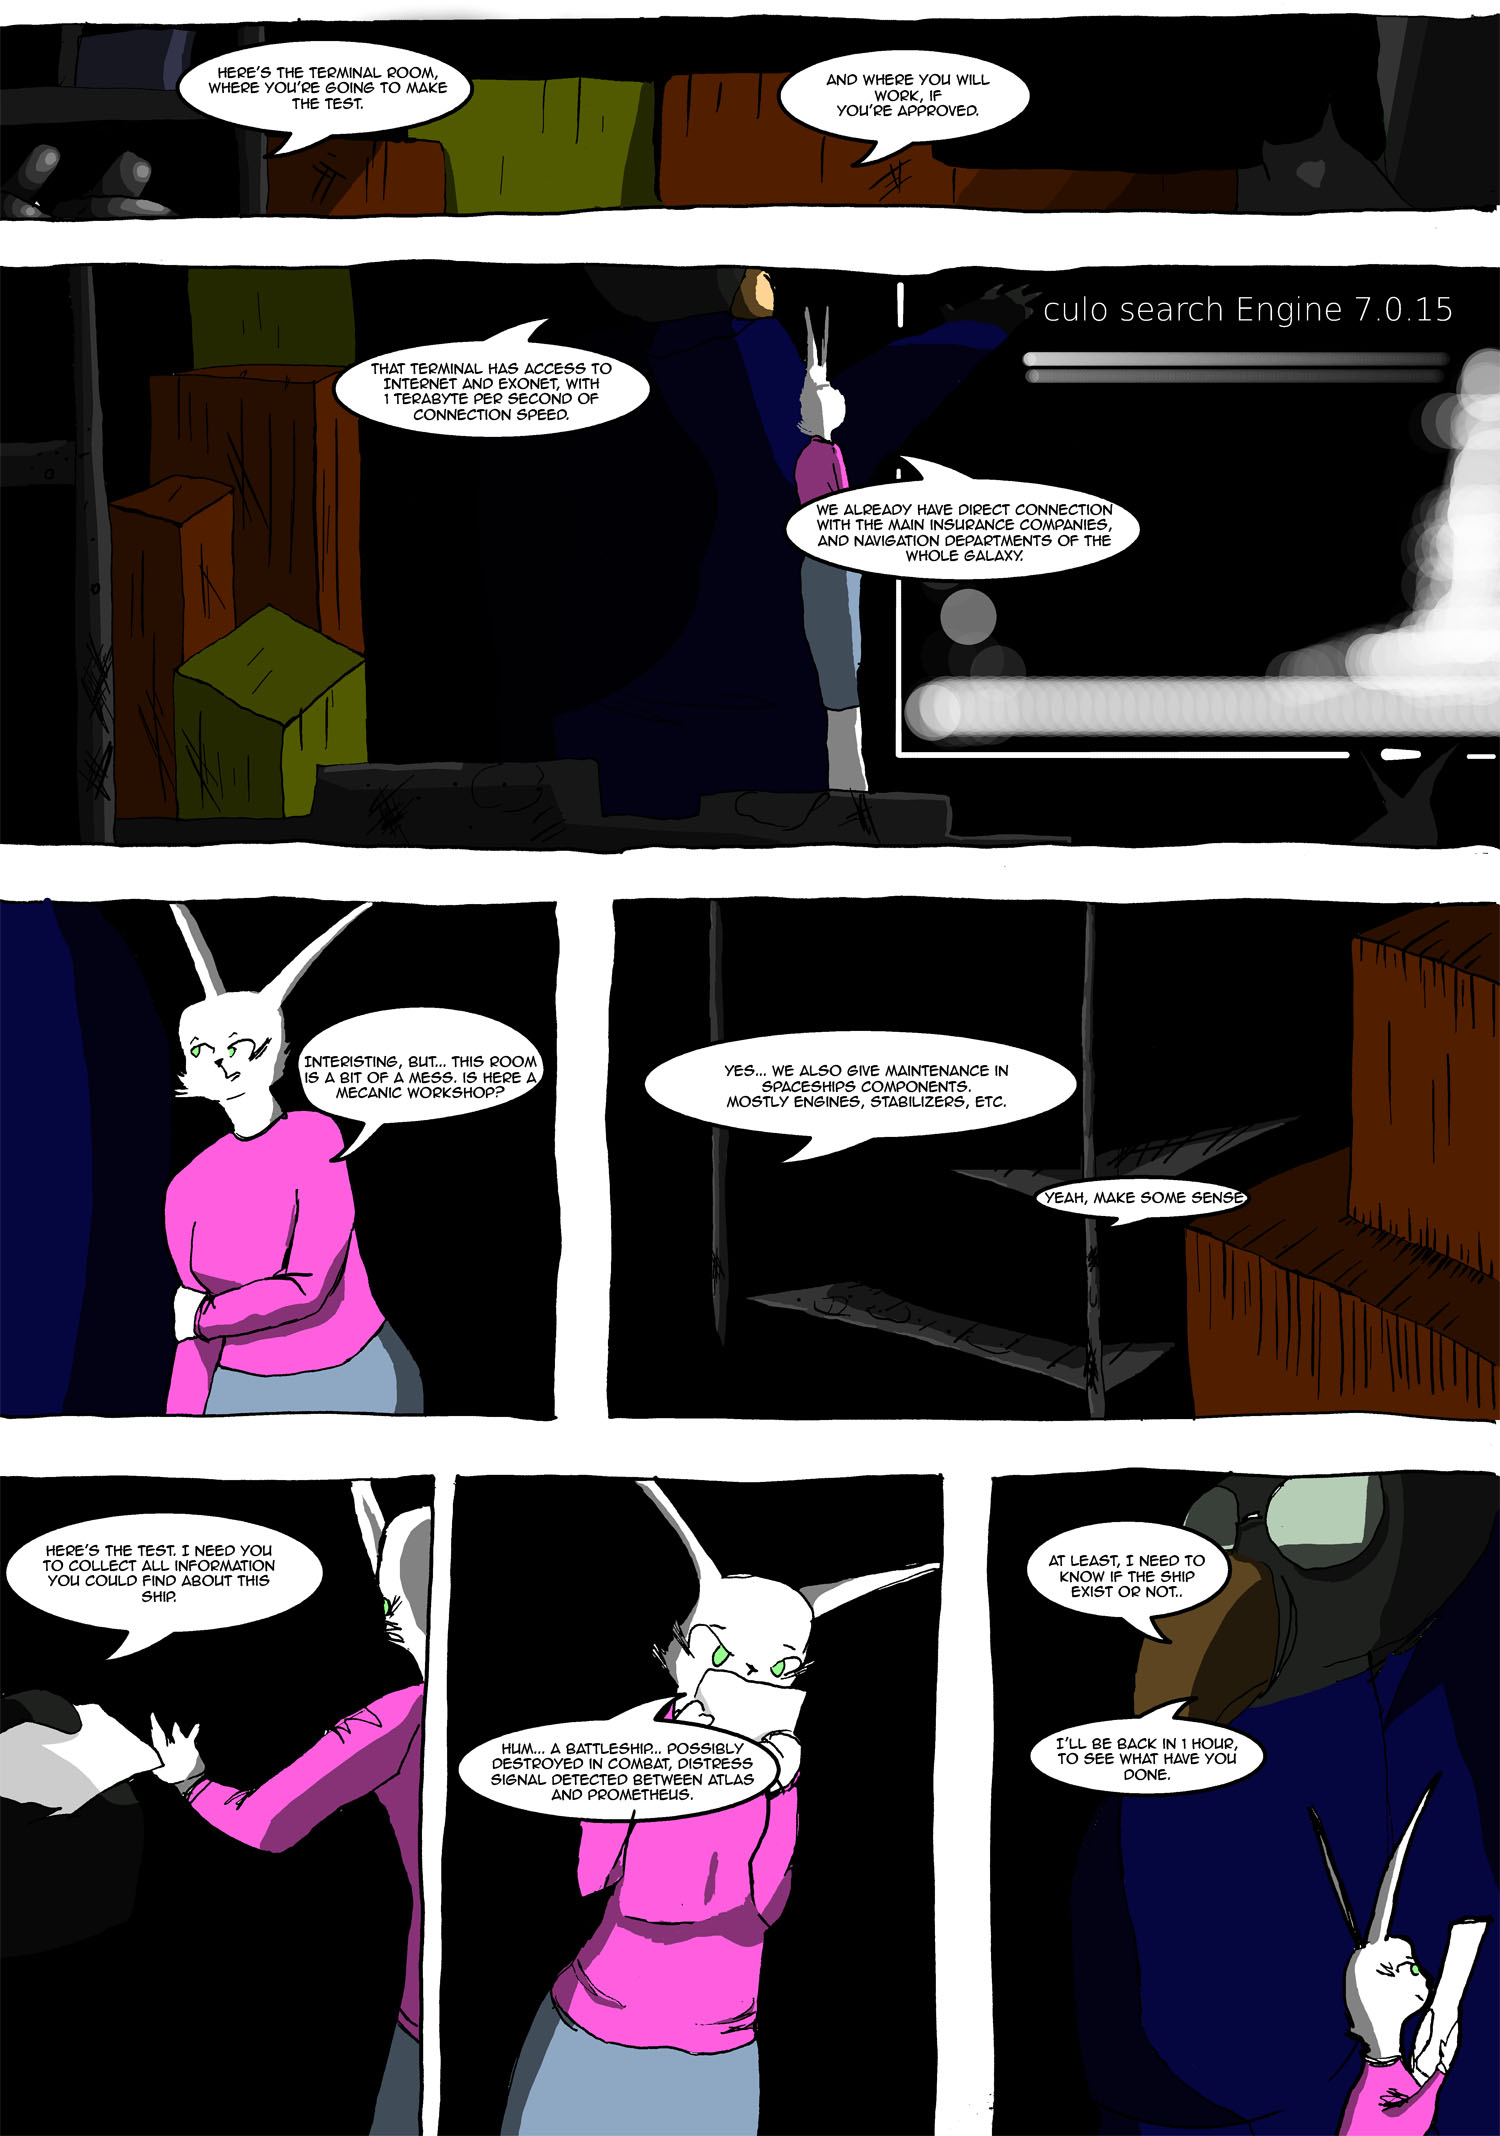 HERE'S THE TERMINAL ROOM,
WHERE YOU'RE GOING TO MAKE
THE TEST.
AND WHERE YOU WILL
WORK, IF
YOU'RE APPROVED.
culo search Engine 7.0.15
THAT TERMINAL HAS ACCESS TO
INTERNET AND EXONET, WITH
1 TERABYTE PER SECOND OF
CONNECTION SPEED.
WE ALREADY HAVE DIRECT CONNECTION
WITH THE MAIN INSURANCE COMPANIES,
AND NAVIGATION DEPARTMENTS OF THE
WHOLE GALAXY.
INTERISTING, BUT... THIS ROOM
IS A BIT OF A MESS. IS HERE A
MECANIC WORKSHOP?
YES... WE ALSO GIVE MAINTENANCE IN
SPACESHIPS COMPONENTS.
MOSTLY ENGINES, STABILIZERS, ETC.
YEAH, MAKE SOME SENSE
HERE'S THE TEST. I NEED YOU
TO COLLECT ALL INFORMATION
YOU COULD FIND ABOUT THIS
SHIP.
HUM... A BATTLESHIP... POSSIBLY
DESTROYED IN COMBAT, DISTRESS
SIGNAL DETECTED BETWEEN ATLAS
AND PROMETHEUS.
AT LEAST, I NEED TO
KNOW IF THE SHIP
EXIST OR NOT..
I'LL BE BACK IN 1 HOUR,
TO SEE WHAT HAVE YOU
DONE.